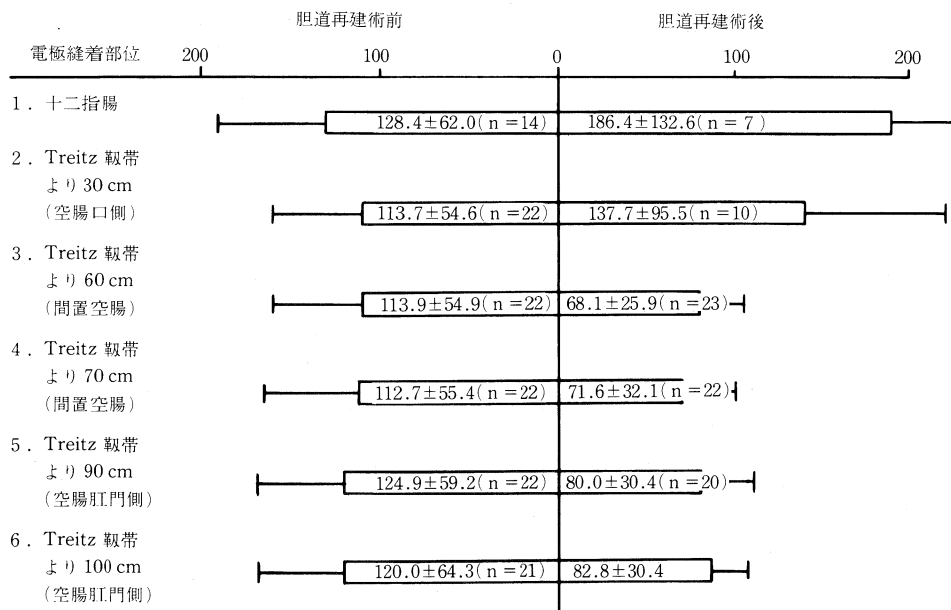 胆道再建術前 胆道再建術後
電極縫着部位 200 100 0 100 200
1. 十二指腸 128.4±62.0(n=14) 186.4±132.6(n=7)
2. Treitz 靱帯
より 30 cm
(空腸口側) 113.7±54.6(n=22) 137.7±95.5(n=10)
3. Treitz 靱帯
より 60 cm
(間置空腸) 113.9±54.9(n=22) 68.1±25.9(n=23)
4. Treitz 靱帯
より 70 cm
(間置空腸) 112.7±55.4(n=22) 71.6±32.1(n=22)
5. Treitz 靱帯
より 90 cm
(空腸肛門側) 124.9±59.2(n=22) 80.0±30.4(n=20)
6. Treitz 靱帯
より 100 cm
(空腸肛門側) 120.0±64.3(n=21) 82.8±30.4